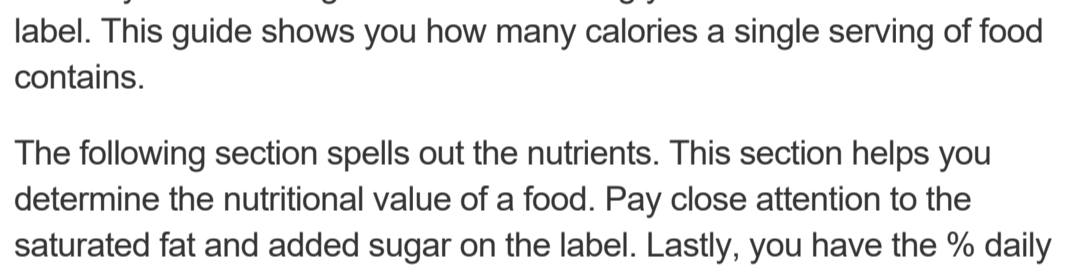 label. This guide shows you how many calories a single serving of food
contains.
The following section spells out the nutrients. This section helps you
determine the nutritional value of a food. Pay close attention to the
saturated fat and added sugar on the label. Lastly, you have the % daily